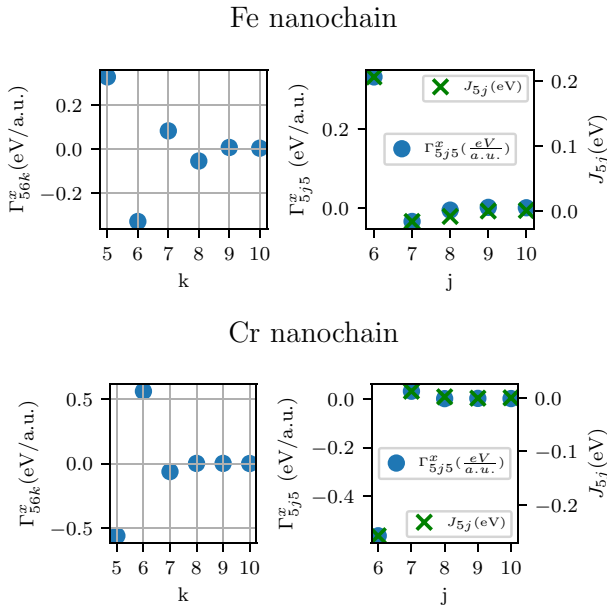 Fe nanochain
Γ^x_{56k}(eV/a.u.)
0.2
0.0
−0.2
5 6 7 8 9 10
k
Γ^x_{5j5} (eV/a.u.)
0.2
0.0
6 7 8 9 10
j
J_{5j}(eV)
Γ^x_{5j5}(eV/a.u.)
0.2
0.1
0.0
J_{5j}(eV)
Cr nanochain
Γ^x_{56k}(eV/a.u.)
0.5
0.0
−0.5
5 6 7 8 9 10
k
Γ^x_{5j5} (eV/a.u.)
0.0
−0.2
−0.4
6 7 8 9 10
j
Γ^x_{5j5}(eV/a.u.)
J_{5j}(eV)
0.0
−0.1
−0.2
J_{5j}(eV)